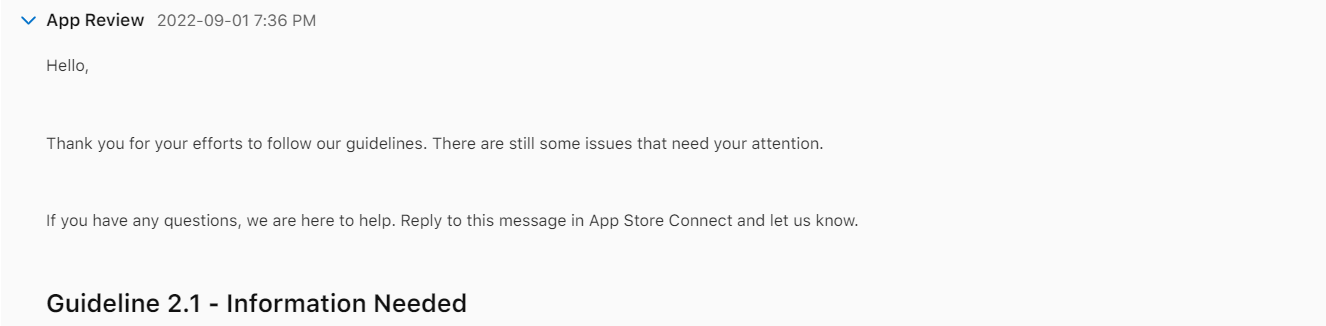 App Review 2022-09-01 7:36 PM
Hello,
Thank you for your efforts to follow our guidelines. There are still some issues that need your attention.
If you have any questions, we are here to help. Reply to this message in App Store Connect and let us know.
Guideline 2.1 - Information Needed